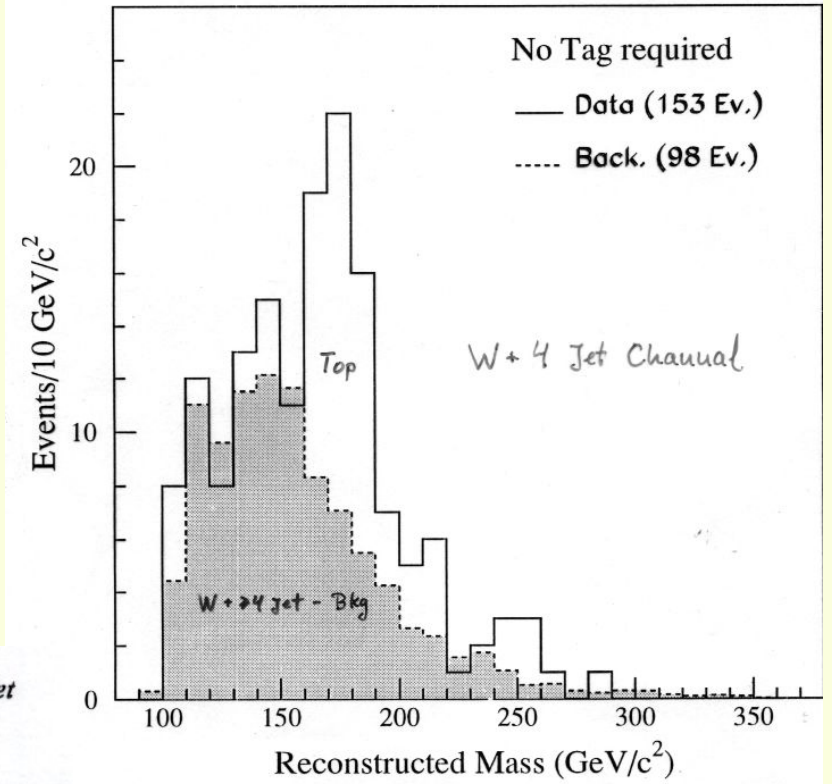 No Tag required
Data (153 Ev.)
Back. (98 Ev.)
20
10
0
Events/10 GeV/c²
Top
W + 4 Jet Chaunal
W + ≥4 Jet - Bkg
et
100 150 200 250 300 350
Reconstructed Mass (GeV/c²)